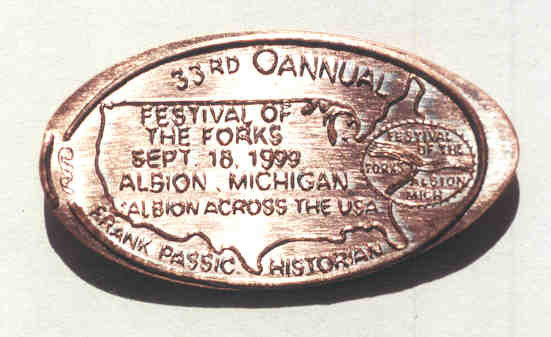 33RD OANNUAL
FESTIVAL OF
THE FORKS
SEPT. 18, 1999
ALBION, MICHIGAN
"ALBION ACROSS THE USA"
FRANK PASSIC HISTORIAN
FESTIVAL
OF THE
FORKS
ALBION
MICH.